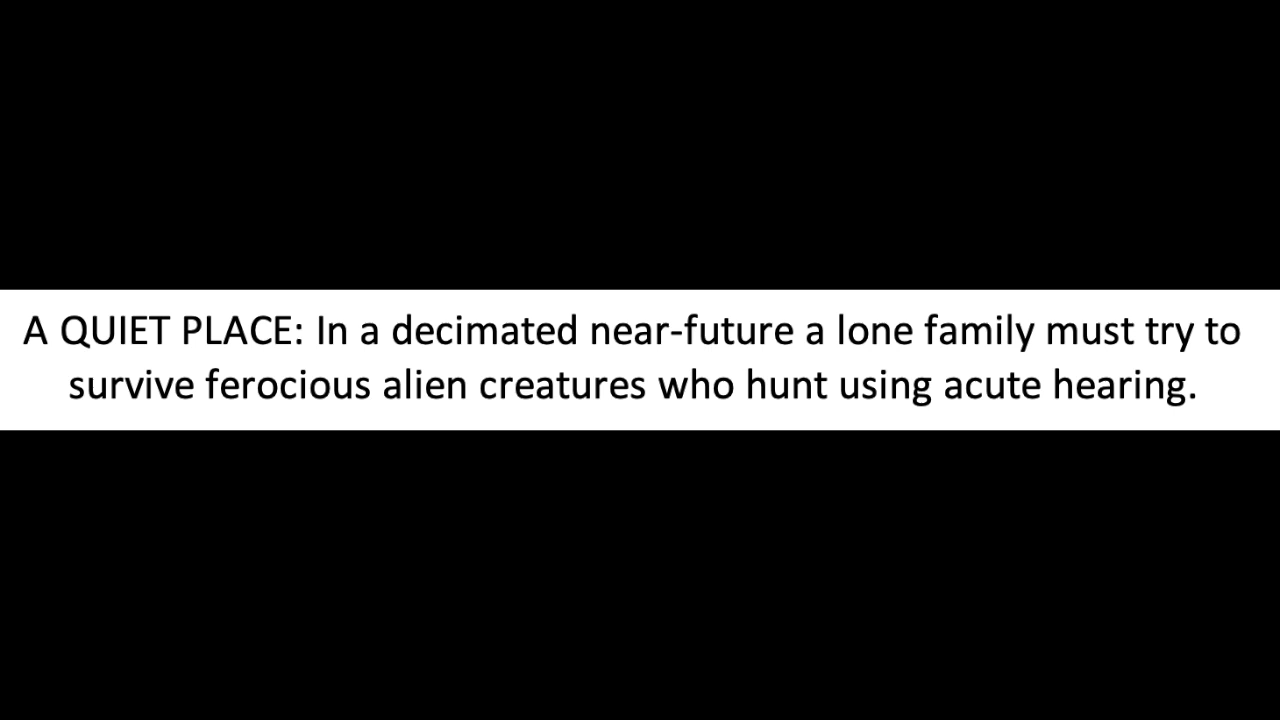 A QUIET PLACE: In a decimated near-future a lone family must try to
survive ferocious alien creatures who hunt using acute hearing.